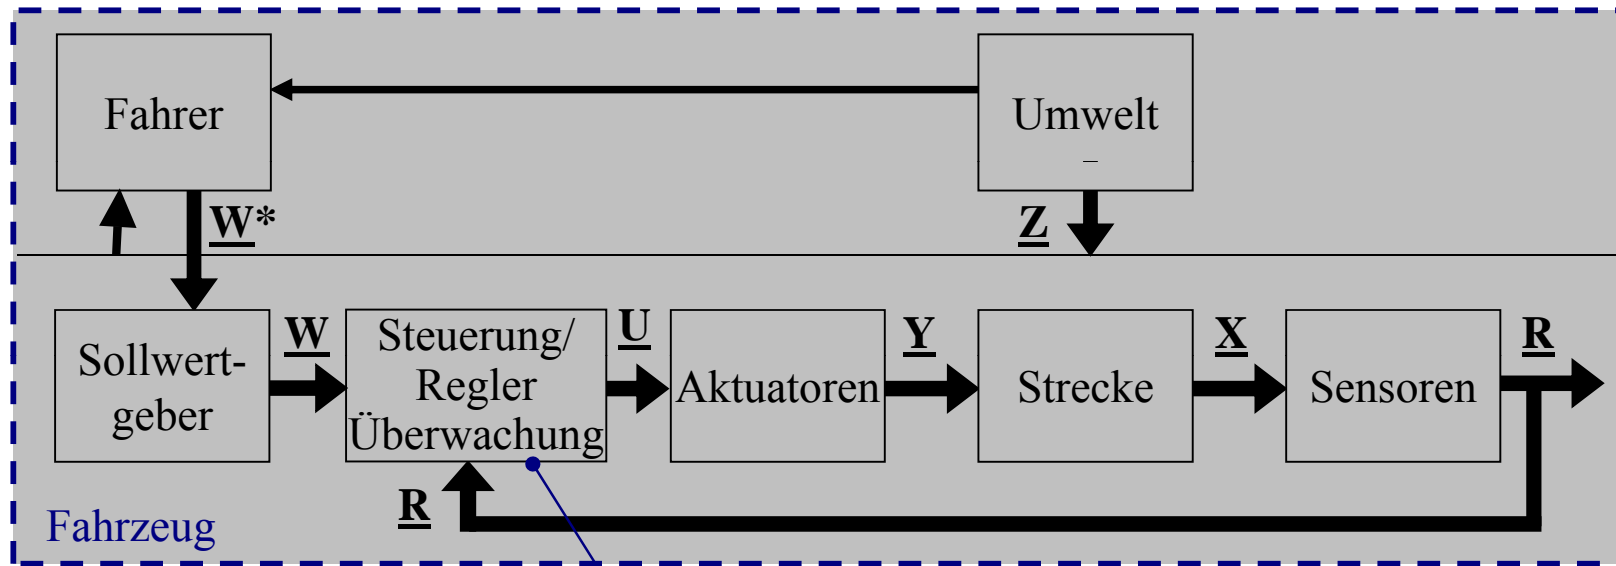 Fahrer
Umwelt
W*
Z
Sollwert-
geber
W
Steuerung/
Regler
Überwachung
U
Aktuatoren
Y
Strecke
X
Sensoren
R
R
Fahrzeug